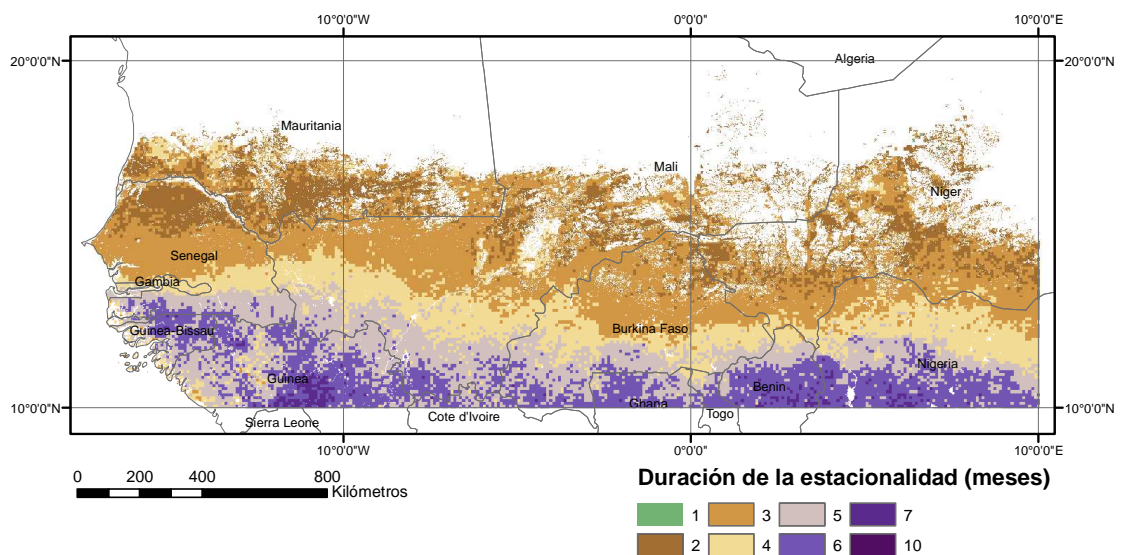 10°0'0"W 0°0'0" 10°0'0"E
20°0'0"N 20°0'0"N
Algeria
Mauritania
Mali
Niger
Senegal
Gambia
Guinea-Bissau
Burkina Faso
Nigeria
Guinea
Benin
Ghana
10°0'0"N 10°0'0"N
Sierra Leone Cote d'Ivoire Togo
10°0'0"W 0°0'0" 10°0'0"E
0 200 400 800
Kilómetros
Duración de la estacionalidad (meses)
1 3 5 7
2 4 6 10